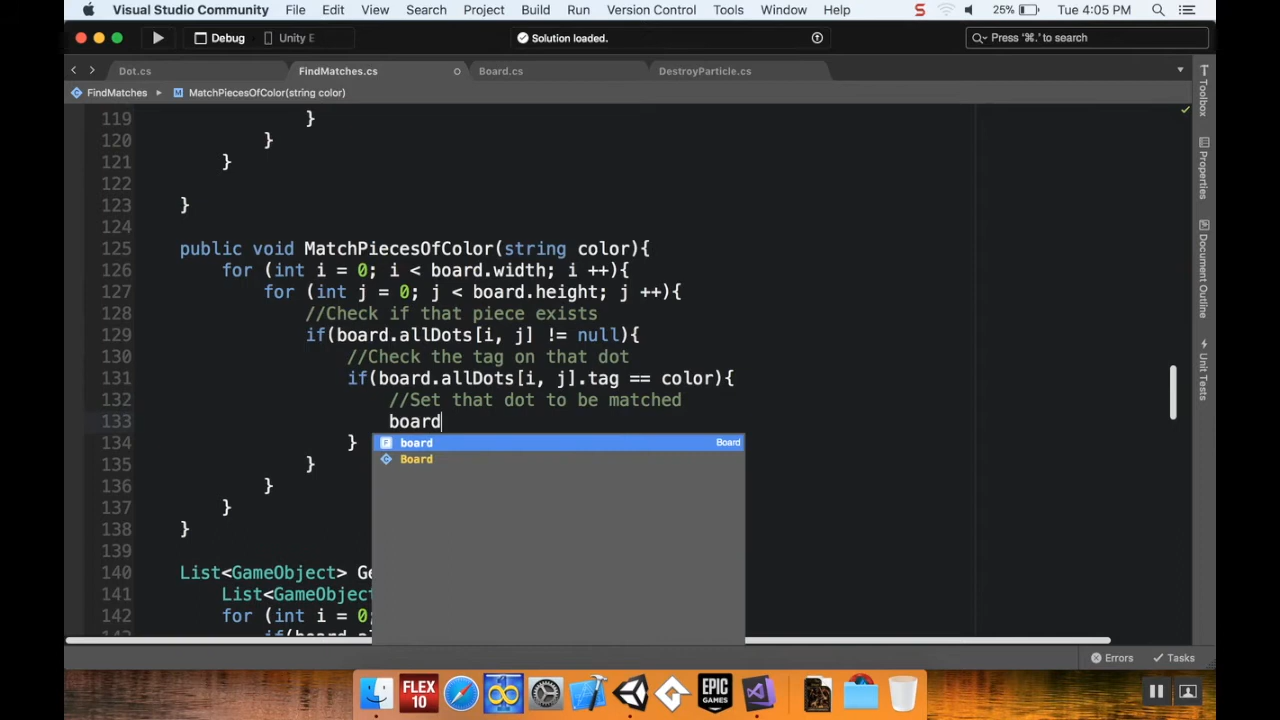 Visual Studio Community File Edit View Search Project Build Run Version Control Tools Window Help S 25% Tue 4:05 PM
Debug Unity E Solution loaded. Press '⌘.' to search
Dot.cs FindMatches.cs Board.cs DestroyParticle.cs
FindMatches ▸ M MatchPiecesOfColor(string color)
119 }
120 }
121 }
122
123 }
124
125 public void MatchPiecesOfColor(string color){
126 for (int i = 0; i < board.width; i ++){
127 for (int j = 0; j < board.height; j ++){
128 //Check if that piece exists
129 if(board.allDots[i, j] != null){
130 //Check the tag on that dot
131 if(board.allDots[i, j].tag == color){
132 //Set that dot to be matched
133 board
134 }
F board Board
Board
135 }
136 }
137 }
138 }
139
140 List<GameObject> Ge
141 List<GameObject
142 for (int i = 0;
Toolbox
Properties
Document Outline
Unit Tests
Errors Tasks
FLEX 10
EPIC GAMES